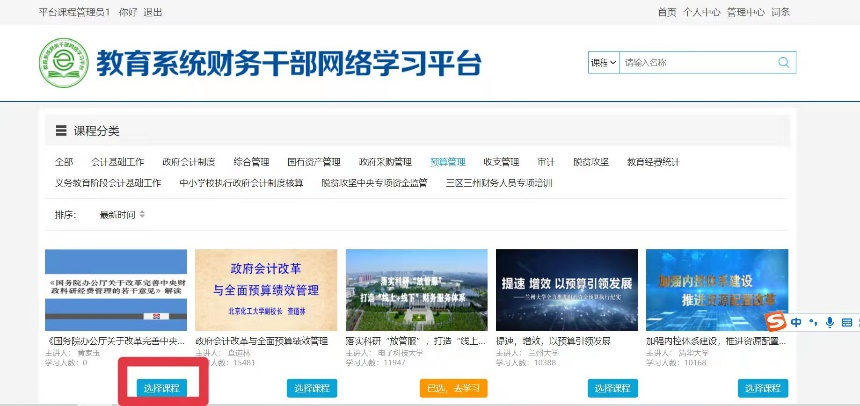 平台课程管理员1 你好 退出
首页 个人中心 管理中心 词条
教育系统财务干部网络学习平台
课程 请输入名称
课程分类
全部 会计基础工作 政府会计制度 综合管理 国有资产管理 政府采购管理 预算管理 收支管理 审计 脱贫攻坚 教育经费统计
义务教育阶段会计基础工作 中小学校执行政府会计制度核算 脱贫攻坚中央专项资金监管 三区三州财务人员专项培训
排序: 最新时间
《国务院办公厅关于改革完善中央财
政科研经费管理的若干意见》解读
政府会计改革
与全面预算绩效管理
北京化工大学副校长 查道林
落实科研“放管服”
打造“线上+线下”财务服务体系
提速 增效 以预算引领发展
加强内控体系建设
推进资源配置改革
《国务院办公厅关于改革完善中央...
主讲人: 黄家玉
学习人数: 0
选择课程
政府会计改革与全面预算绩效管理
主讲人: 查道林
人数: 15481
选择课程
落实科研“放管服”，打造“线上...
主讲人: 电子科技大学
学习人数: 11947
已选，去学习
提速，增效，以预算引领发展
主讲人: 兰州大学
学习人数: 10388
选择课程
加强内控体系建设，推进资源配置...
主讲人: 清华大学
学习人数: 10168
选择课程
中